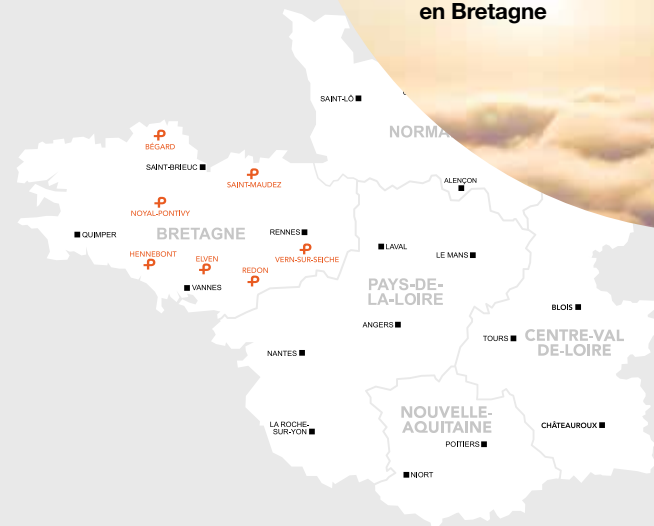 en Bretagne
SAINT-LÔ
NORMA
BÉGARD
SAINT-BRIEUC
SAINT-MAUDEZ
ALENÇON
NOYAL-PONTIVY
QUIMPER
BRETAGNE
RENNES
LAVAL
LE MANS
HENNEBONT
ELVEN
REDON
VERN-SUR-SEICHE
VANNES
PAYS-DE-
LA-LOIRE
BLOIS
ANGERS
TOURS
CENTRE-VAL
DE-LOIRE
NANTES
NOUVELLE-
AQUITAINE
LA ROCHE-
SUR-YON
POITIERS
CHÂTEAUROUX
NIORT